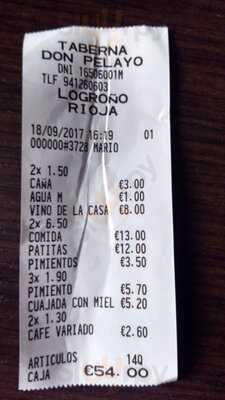 TABERNA
DON PELAYO
DNI 16506001M
TLF 941260603
LOGROÑO
RIOJA
18/09/2017 16:19 01
000000#3728 MARIO
2x 1.50
CAÑA €3.00
AGUA M €1.00
VINO DE LA CASA €8.00
2x 6.50
COMIDA €13.00
PATITAS €12.00
PIMIENTOS €3.50
3x 1.90
PIMIENTO €5.70
CUAJADA CON MIEL €5.20
2x 1.30
CAFE VARIADO €2.60
ARTICULOS 14Q
CAJA €54.00